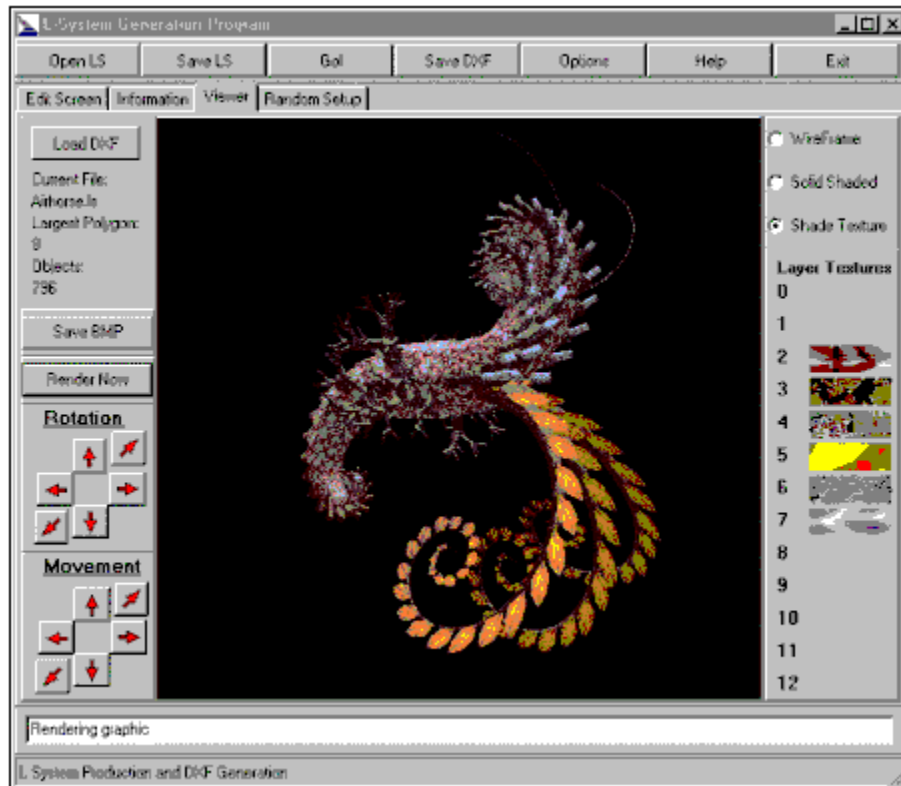 L-System Generation Program
Open LS Save LS Go! Save DXF Options Help Exit
Edit Screen Information Viewer Random Setup
Load DXF
Current File:
Airhorse.ls
Largest Polygon:
9
Objects:
796
Save BMP
Render Now
Rotation
Movement
WireFrame
Solid Shaded
Shade Texture
Layer Textures
0
1
2
3
4
5
6
7
8
9
10
11
12
Rendering graphic
L System Production and DXF Generation